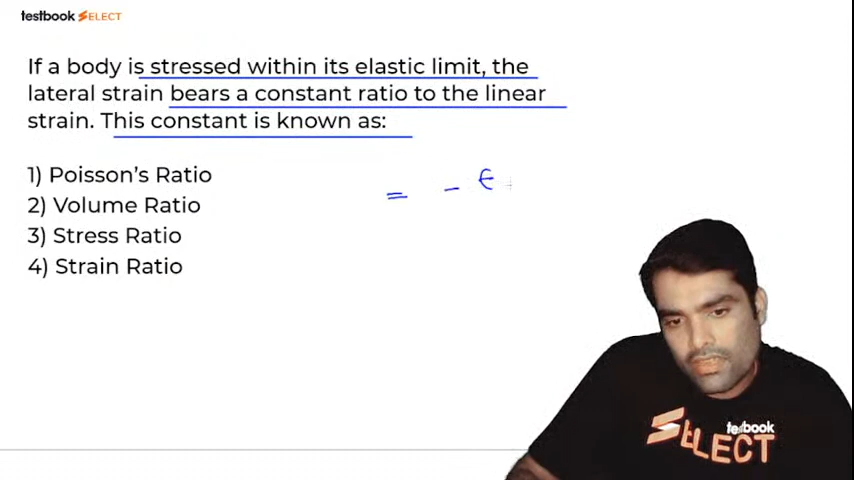 testbook SELECT
If a body is stressed within its elastic limit, the
lateral strain bears a constant ratio to the linear
strain. This constant is known as:
1) Poisson's Ratio
2) Volume Ratio
3) Stress Ratio
4) Strain Ratio
= - ϵ
testbook
SELECT